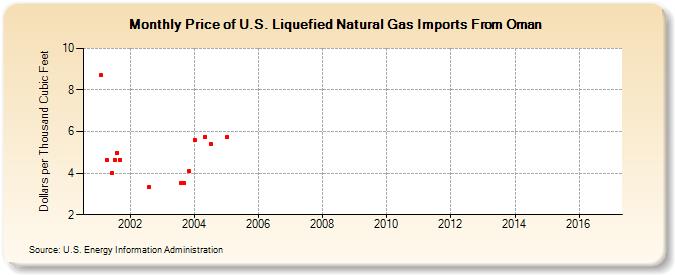 Monthly Price of U.S. Liquefied Natural Gas Imports From Oman
Dollars per Thousand Cubic Feet
10
8
6
4
2
2002 2004 2006 2008 2010 2012 2014 2016
Source: U.S. Energy Information Administration